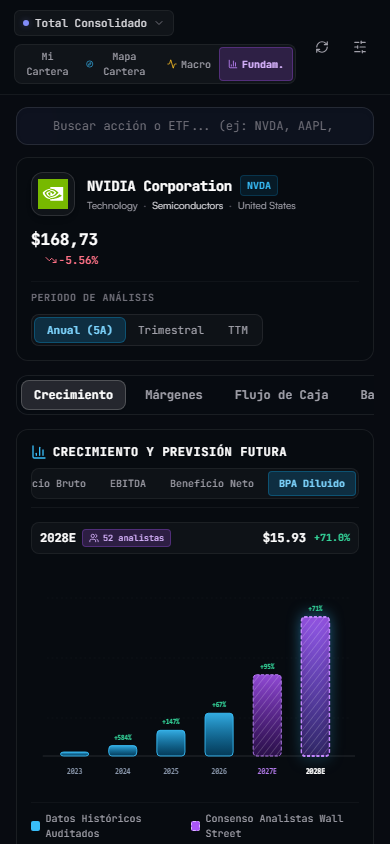 Total Consolidado
Mi Cartera
Mapa Cartera
Macro
Fundam.
Buscar acción o ETF... (ej: NVDA, AAPL,
NVIDIA Corporation NVDA
Technology · Semiconductors · United States
$168,73
-5.56%
PERIODO DE ANÁLISIS
Anual (5A) Trimestral TTM
Crecimiento Márgenes Flujo de Caja Ba
CRECIMIENTO Y PREVISIÓN FUTURA
cio Bruto EBITDA Beneficio Neto BPA Diluido
2028E 52 analistas $15.93 +71.0%
+71%
+95%
+67%
+147%
+584%
2023 2024 2025 2026 2027E 2028E
Datos Históricos Auditados
Consenso Analistas Wall Street